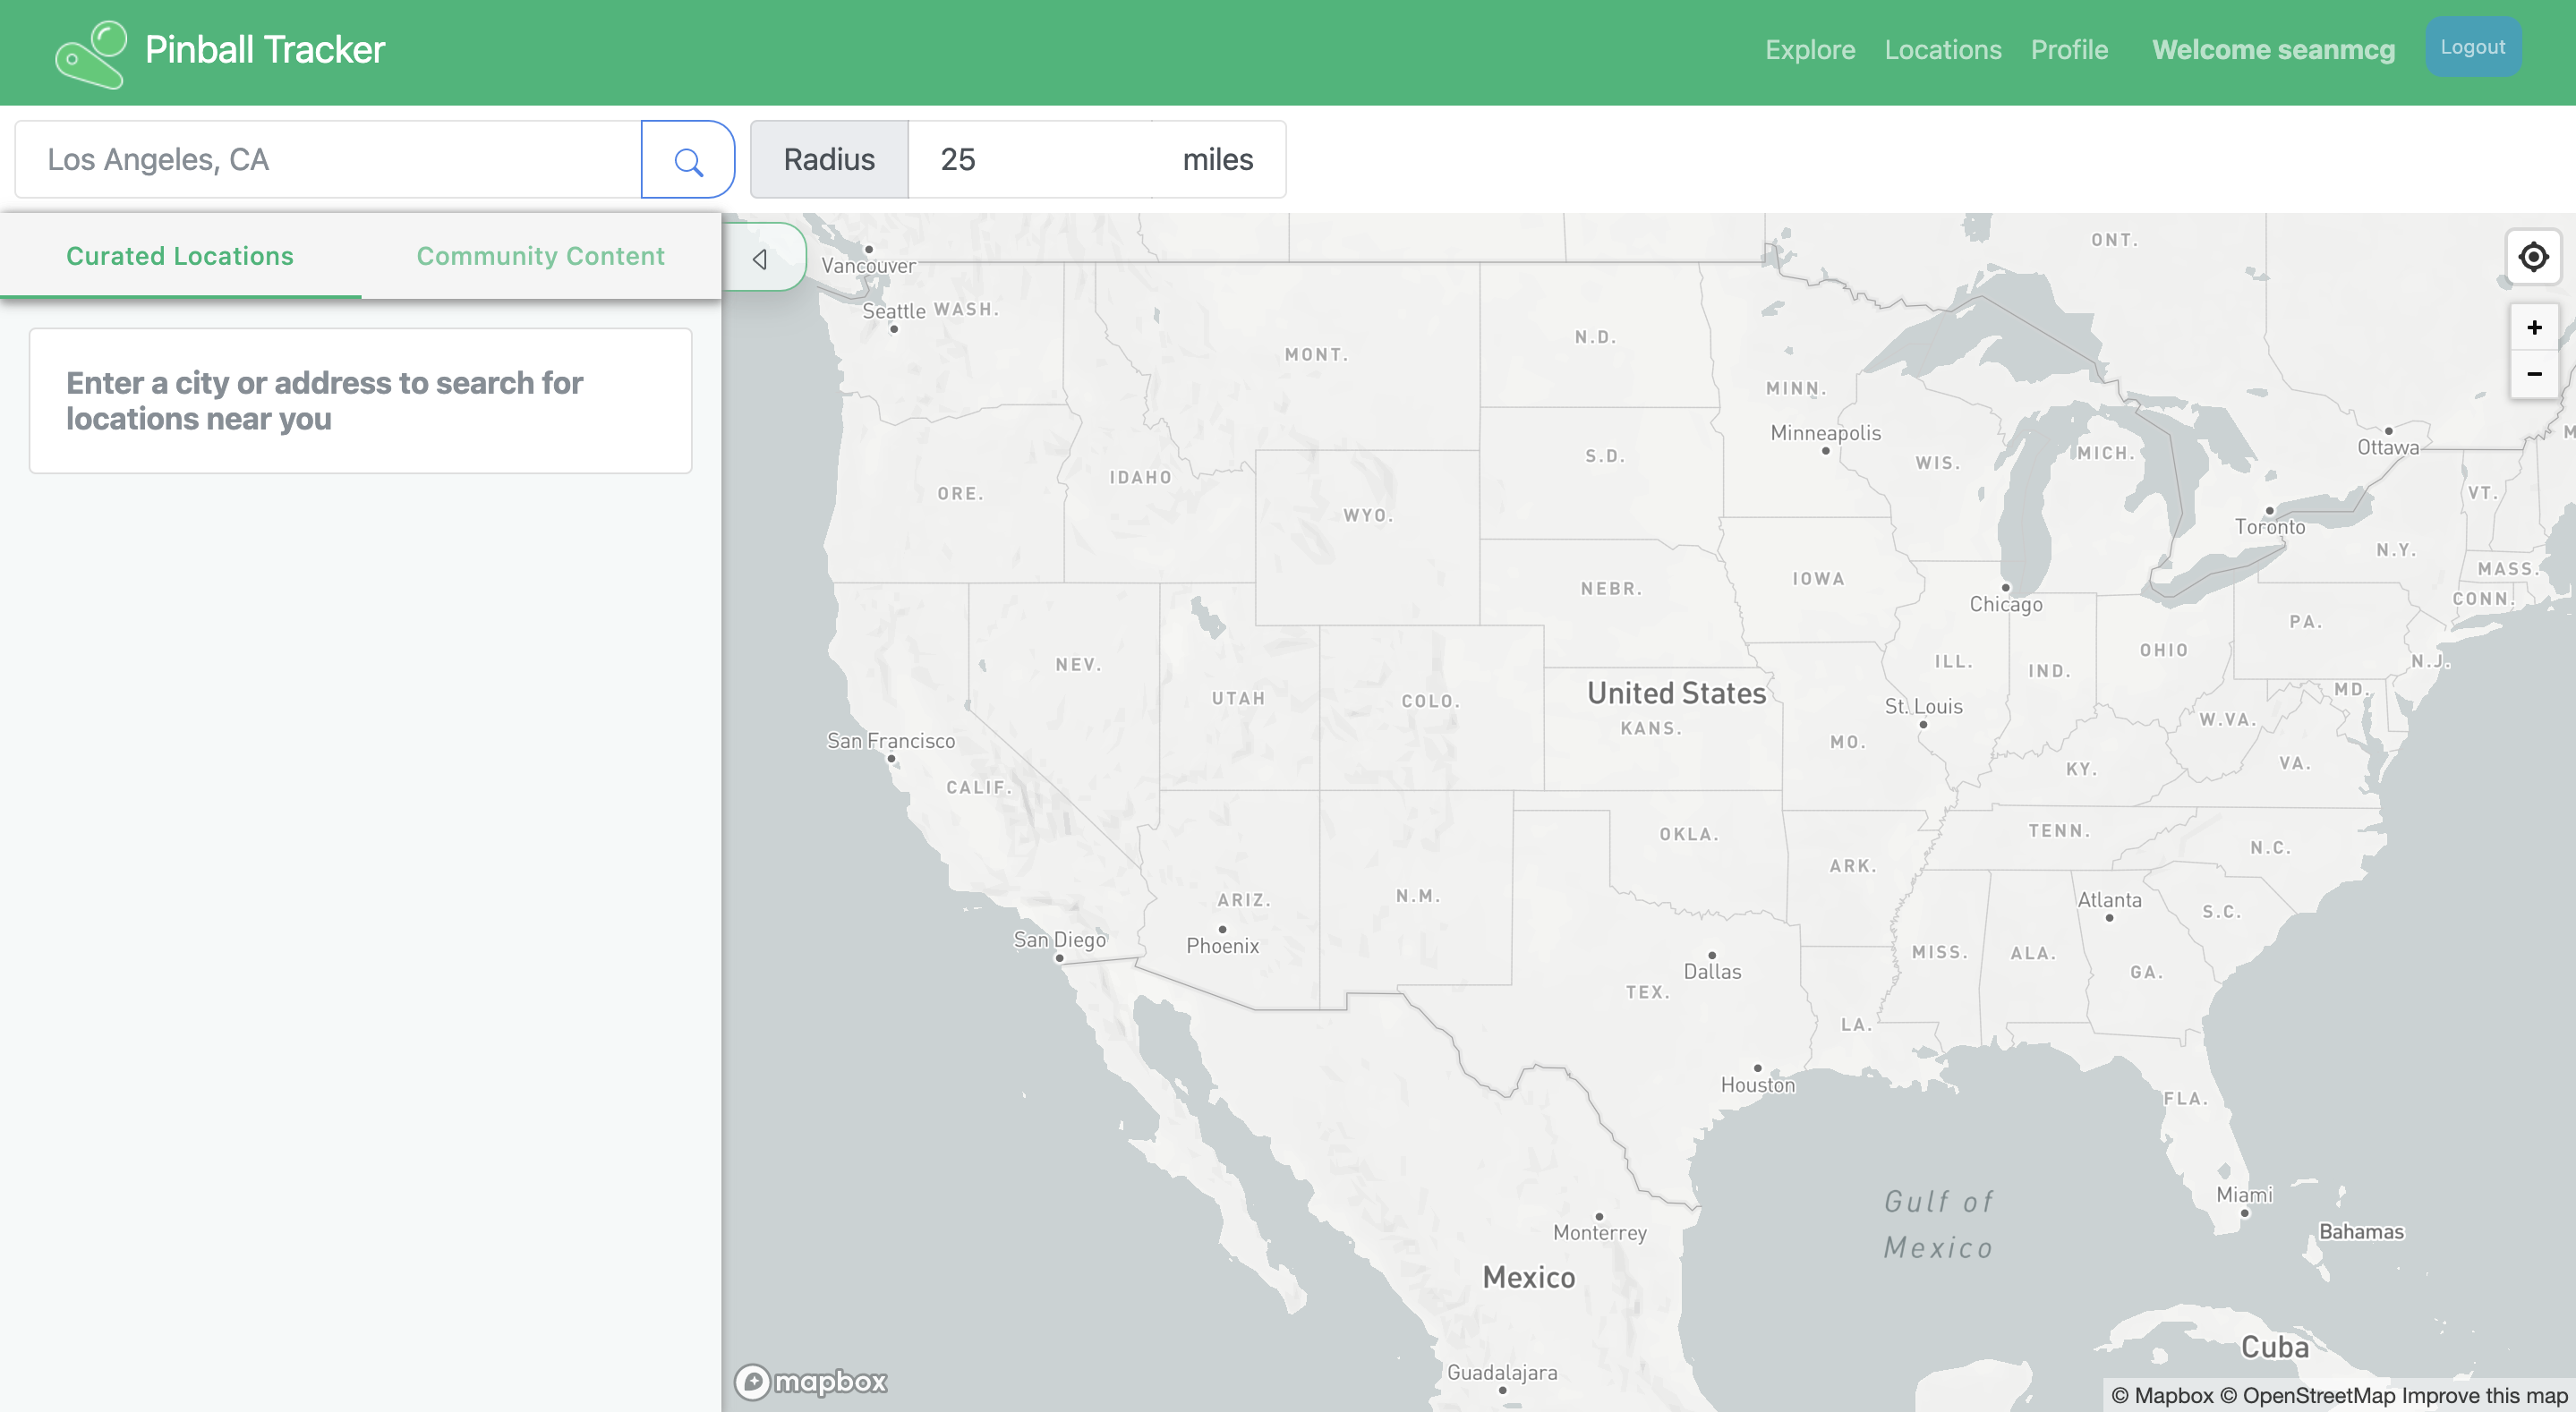 Pinball Tracker
Explore Locations Profile Welcome seanmcg Logout
Los Angeles, CA
Radius 25 miles
Curated Locations Community Content
Enter a city or address to search for
locations near you
ONT.
Vancouver
Seattle WASH.
+
−
N.D.
MONT.
MINN.
Minneapolis
Ottawa
MICH.
S.D.
WIS.
IDAHO
ORE.
VT.
WYO.
Toronto
N.Y.
MASS.
IOWA
NEBR.
CONN.
Chicago
PA.
OHIO
N.J.
ILL.
IND.
NEV.
United States
MD.
UTAH
COLO.
St. Louis
W.VA.
KANS.
San Francisco
MO.
VA.
KY.
CALIF.
TENN.
OKLA.
N.C.
ARK.
N.M.
ARIZ.
Atlanta
S.C.
San Diego
Phoenix
MISS.
ALA.
Dallas
GA.
TEX.
LA.
Houston
FLA.
Miami
Gulf of
Mexico
Monterrey
Bahamas
Mexico
Cuba
Guadalajara
mapbox
© Mapbox © OpenStreetMap Improve this map